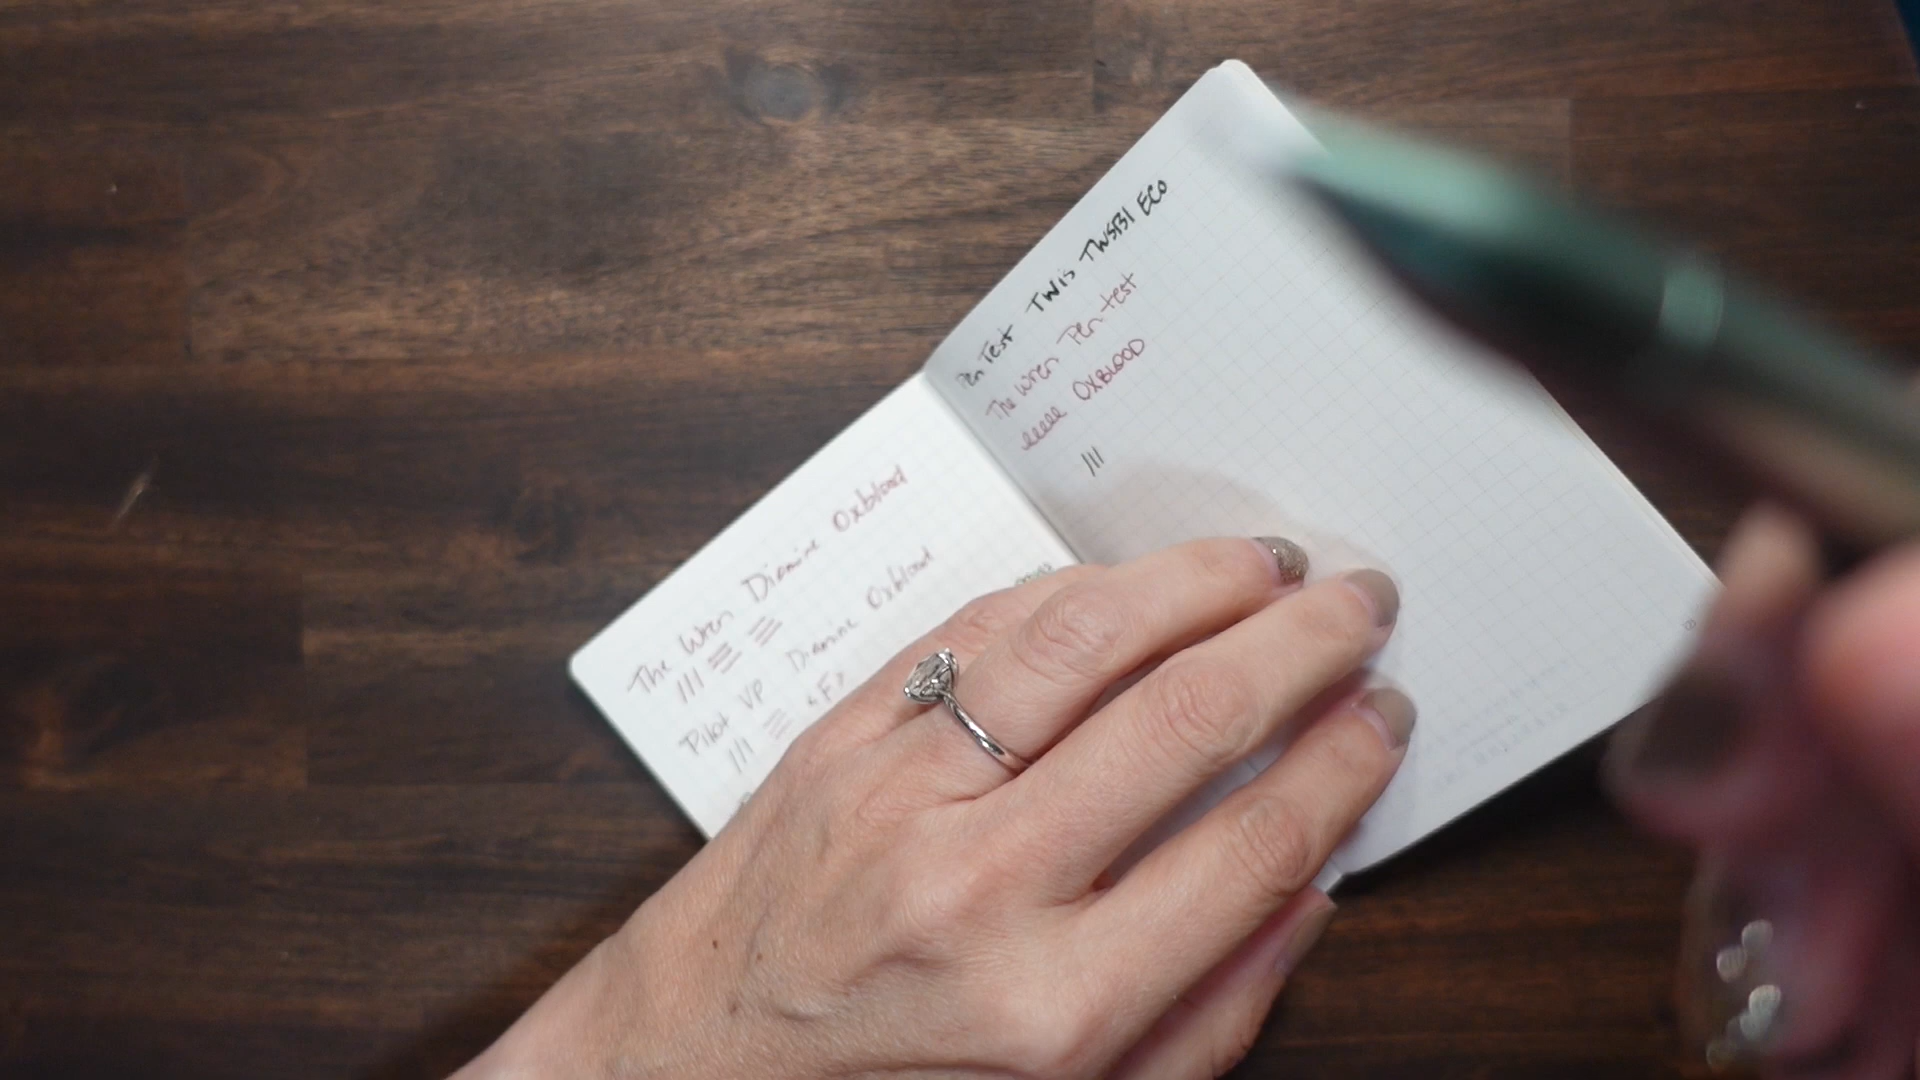 The Wren Diamine Oxblood
Pilot VP Diamine Oxblood
"F"
Pen Test TWis TWSBI ECO
The Wren Pen test
eeeee OXBLOOD